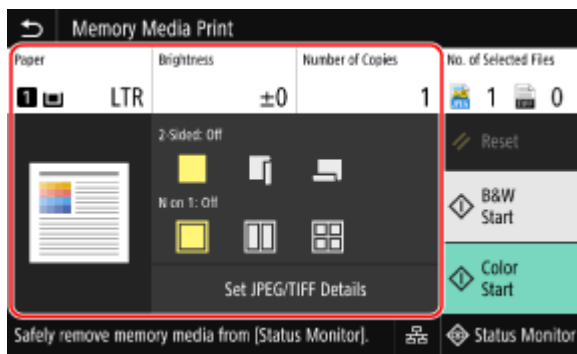 Memory Media Print
Paper
Brightness
Number of Copies
No. of Selected Files
1 LTR
±0
1
JPEG 1 TIFF 0
2-Sided: Off
Reset
N on 1: Off
B&W
Start
Color
Start
Set JPEG/TIFF Details
Safely remove memory media from [Status Monitor].
Status Monitor